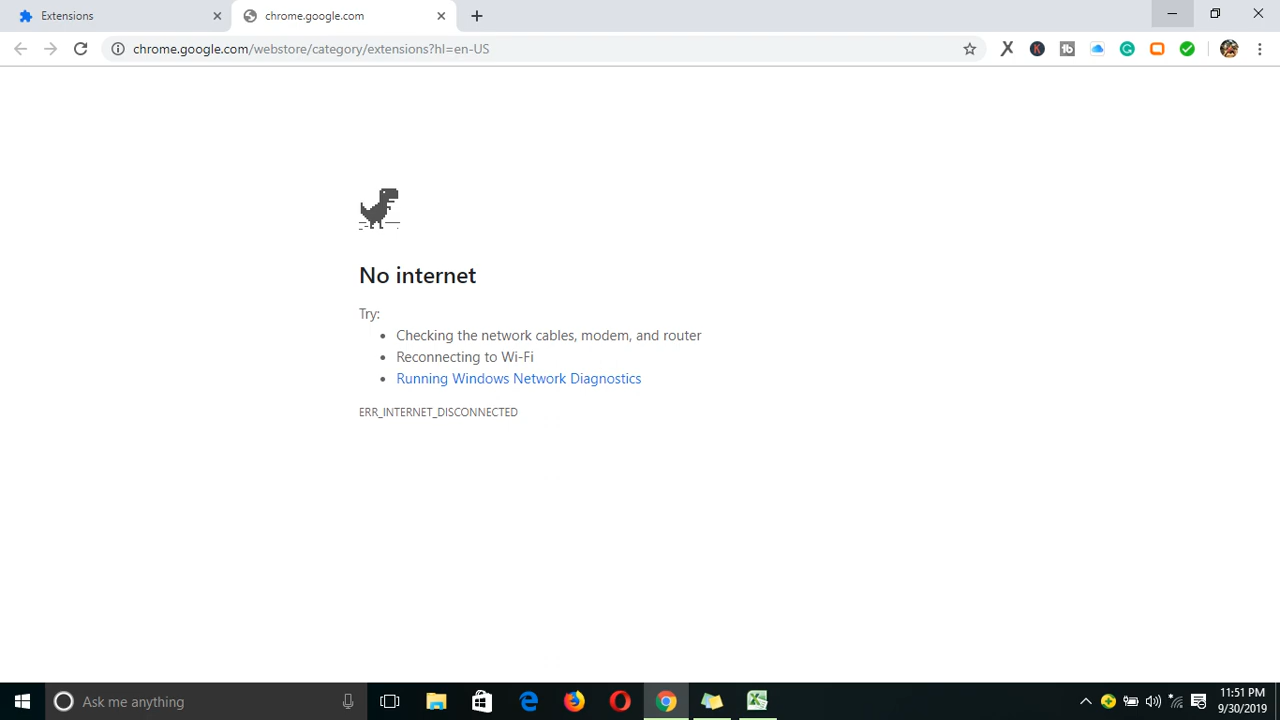 Extensions
chrome.google.com
chrome.google.com/webstore/category/extensions?hl=en-US
No internet
Try:
Checking the network cables, modem, and router
Reconnecting to Wi-Fi
Running Windows Network Diagnostics
ERR_INTERNET_DISCONNECTED
Ask me anything
11:51 PM
9/30/2019